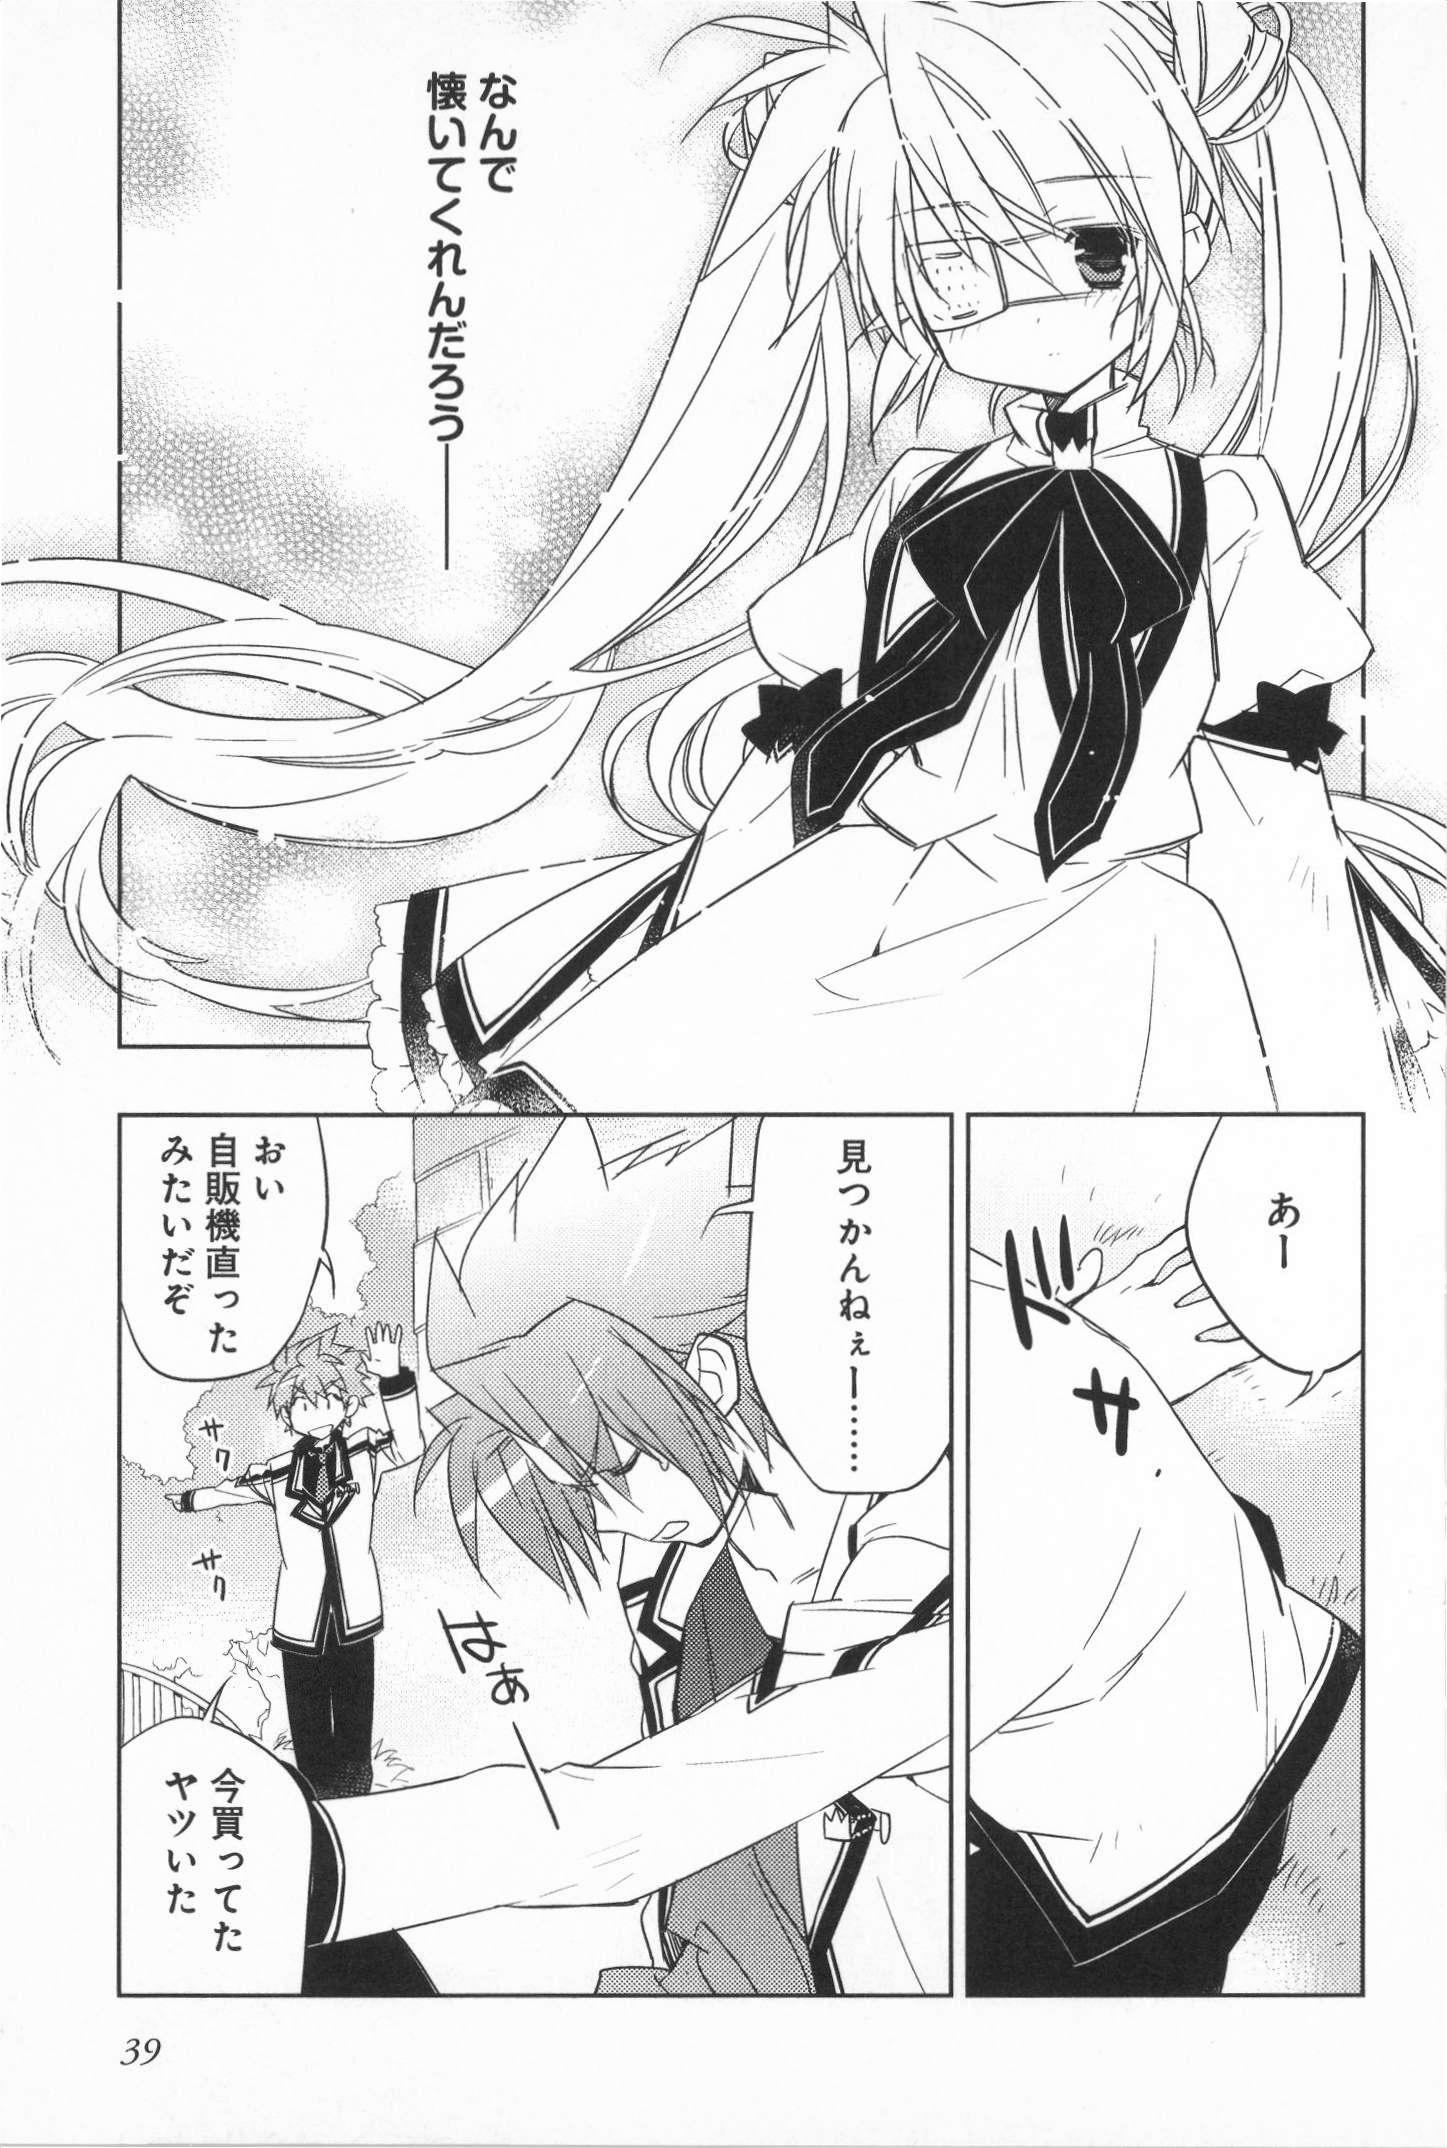 なんで
懐いてくれんだろう――
あー
ドサ
見つかんねぇー……
はぁー
おい
自販機直った
みたいだぞ
サク
サク
今買ってた
ヤツいた
39